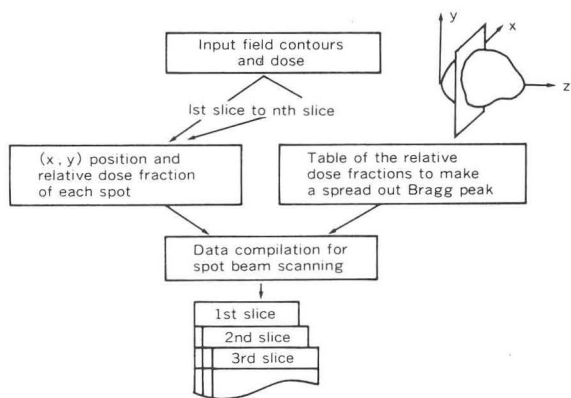 Input field contours
and dose
y
x
z
1st slice to nth slice
(x, y) position and
relative dose fraction
of each spot
Table of the relative
dose fractions to make
a spread out Bragg peak
Data compilation for
spot beam scanning
1st slice
2nd slice
3rd slice